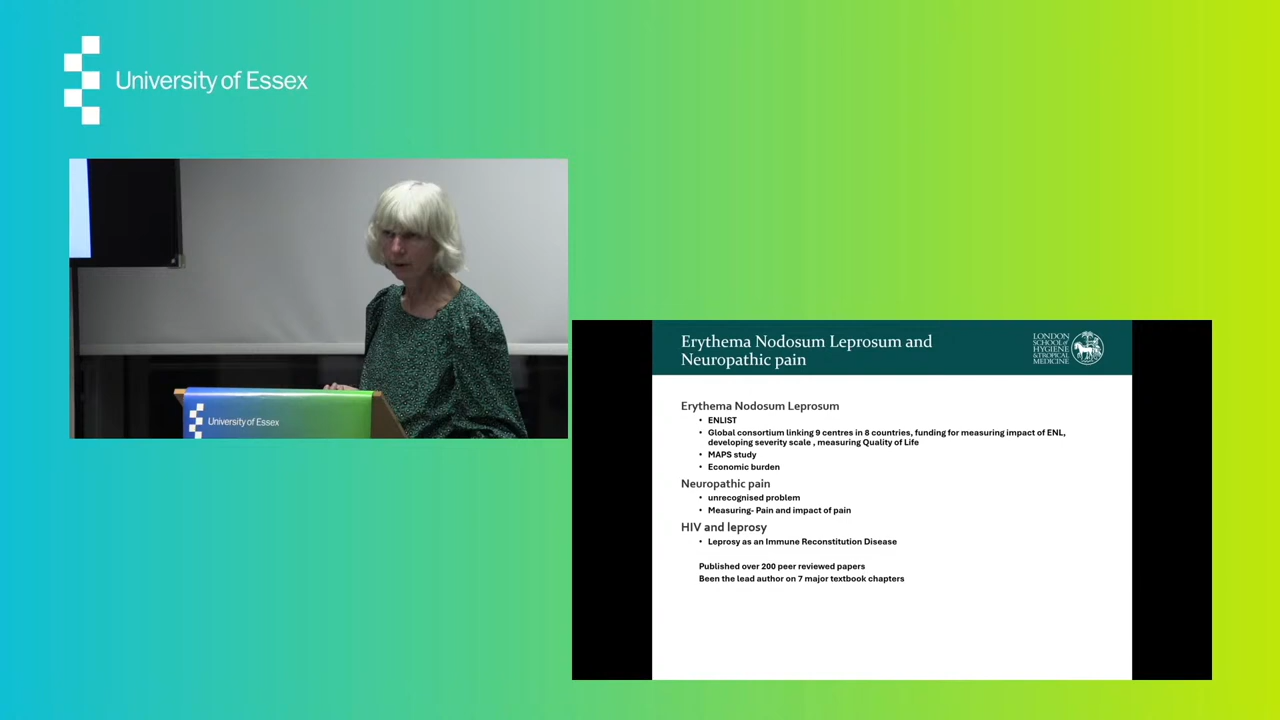 University of Essex
University of Essex
Erythema Nodosum Leprosum and
Neuropathic pain
LONDON
SCHOOL of
HYGIENE
& TROPICAL
MEDICINE
Erythema Nodosum Leprosum
• ENLIST
• Global consortium linking 9 centres in 8 countries, funding for measuring impact of ENL,
developing severity scale , measuring Quality of Life
• MAPS study
• Economic burden
Neuropathic pain
• unrecognised problem
• Measuring- Pain and impact of pain
HIV and leprosy
• Leprosy as an Immune Reconstitution Disease
Published over 200 peer reviewed papers
Been the lead author on 7 major textbook chapters